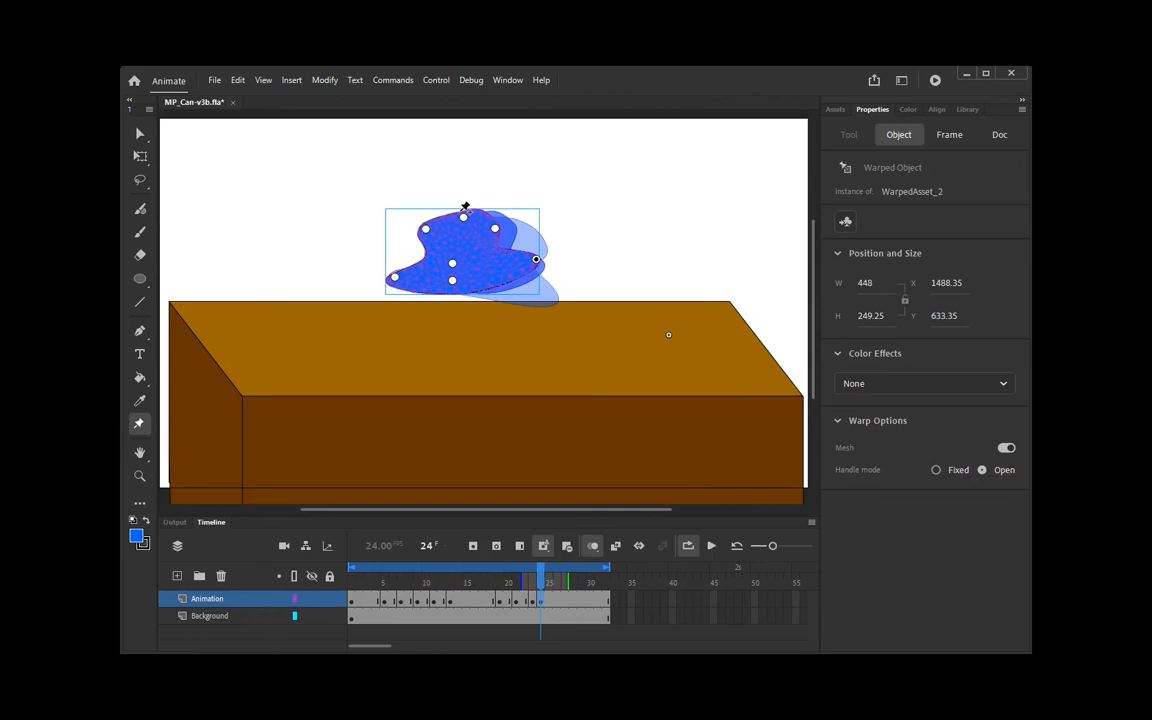 Animate File Edit View Insert Modify Text Commands Control Debug Window Help
MP_Can-v3b.fla*
Assets Properties Color Align Library
Tool Object Frame Doc
Warped Object
Instance of: WarpedAsset_2
Position and Size
W 448 X 1488.35
H 249.25 Y 633.35
Color Effects
None
Warp Options
Mesh
Handle mode Fixed Open
Output Timeline
24.00 FPS 24 F
2s
5 10 15 20 25 30 35 40 45 50 55
Animation
Background